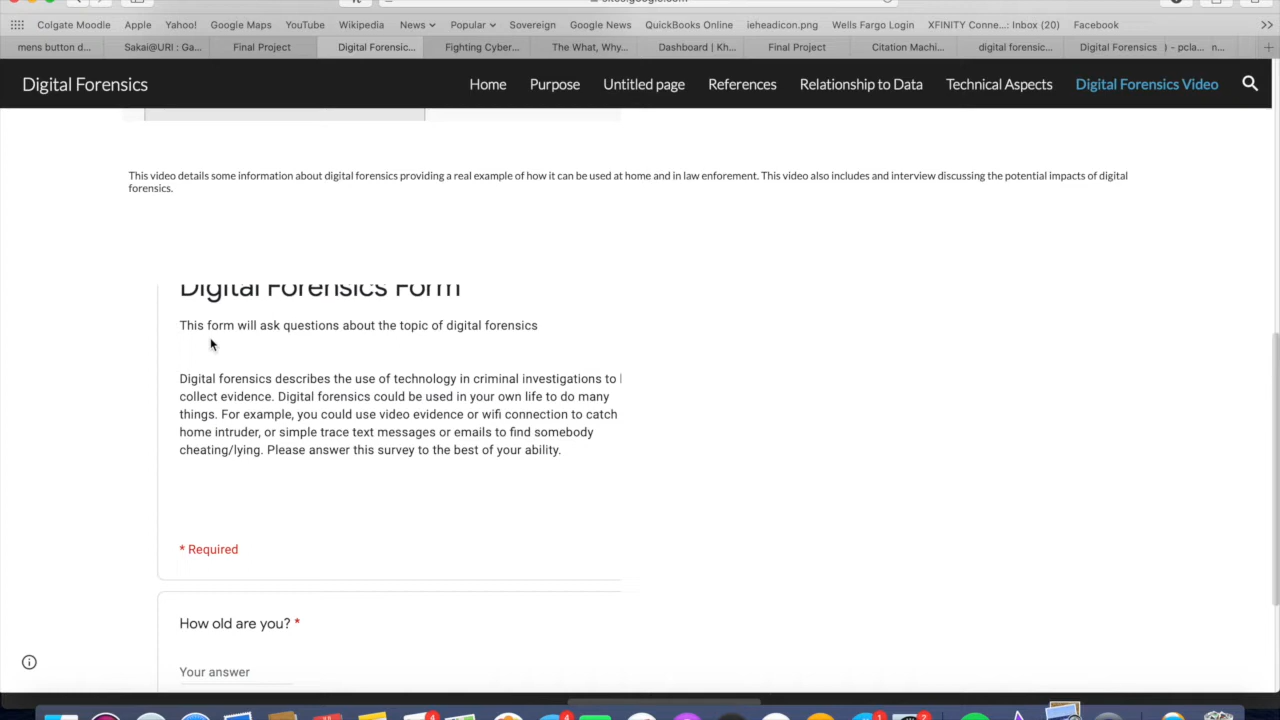 sites.google.com
Colgate Moodle Apple Yahoo! Google Maps YouTube Wikipedia News Popular Sovereign Google News QuickBooks Online ieheadicon.png Wells Fargo Login XFINITY Conne...: Inbox (20) Facebook
mens button d... Sakai@URI : Ga... Final Project Digital Forensic... Fighting Cyber... The What, Why,... Dashboard | Kh... Final Project Citation Machi... digital forensic... Digital Forensics ) - pcla... n...
Digital Forensics Home Purpose Untitled page References Relationship to Data Technical Aspects Digital Forensics Video
This video details some information about digital forensics providing a real example of how it can be used at home and in law enforement. This video also includes and interview discussing the potential impacts of digital
forensics.
Digital Forensics Form
This form will ask questions about the topic of digital forensics
Digital forensics describes the use of technology in criminal investigations to
collect evidence. Digital forensics could be used in your own life to do many
things. For example, you could use video evidence or wifi connection to catch
home intruder, or simple trace text messages or emails to find somebody
cheating/lying. Please answer this survey to the best of your ability.
* Required
How old are you? *
Your answer
4 4 1 2